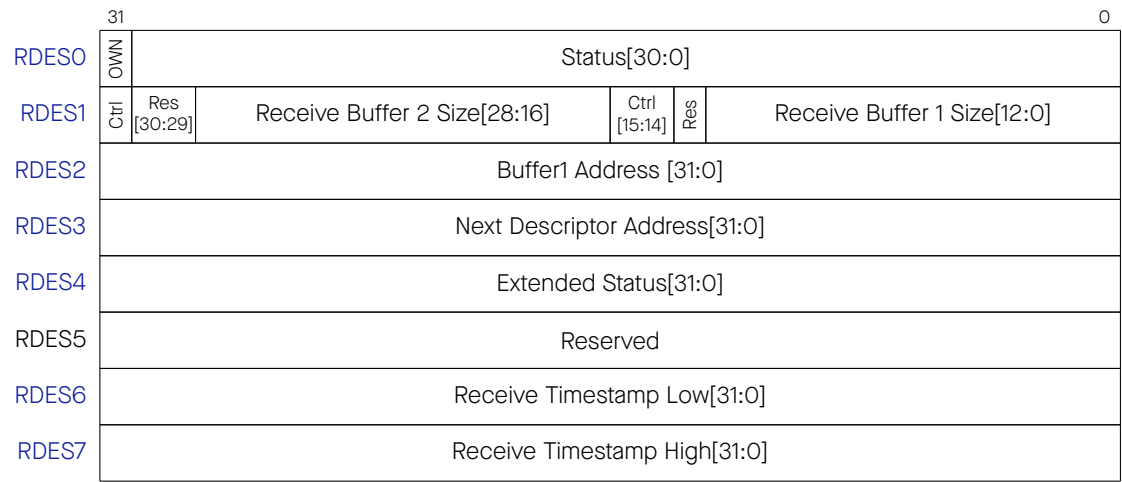 31 0
RDES0 OWN Status[30:0]
RDES1 Ctrl Res [30:29] Receive Buffer 2 Size[28:16] Ctrl [15:14] Res Receive Buffer 1 Size[12:0]
RDES2 Buffer1 Address [31:0]
RDES3 Next Descriptor Address[31:0]
RDES4 Extended Status[31:0]
RDES5 Reserved
RDES6 Receive Timestamp Low[31:0]
RDES7 Receive Timestamp High[31:0]